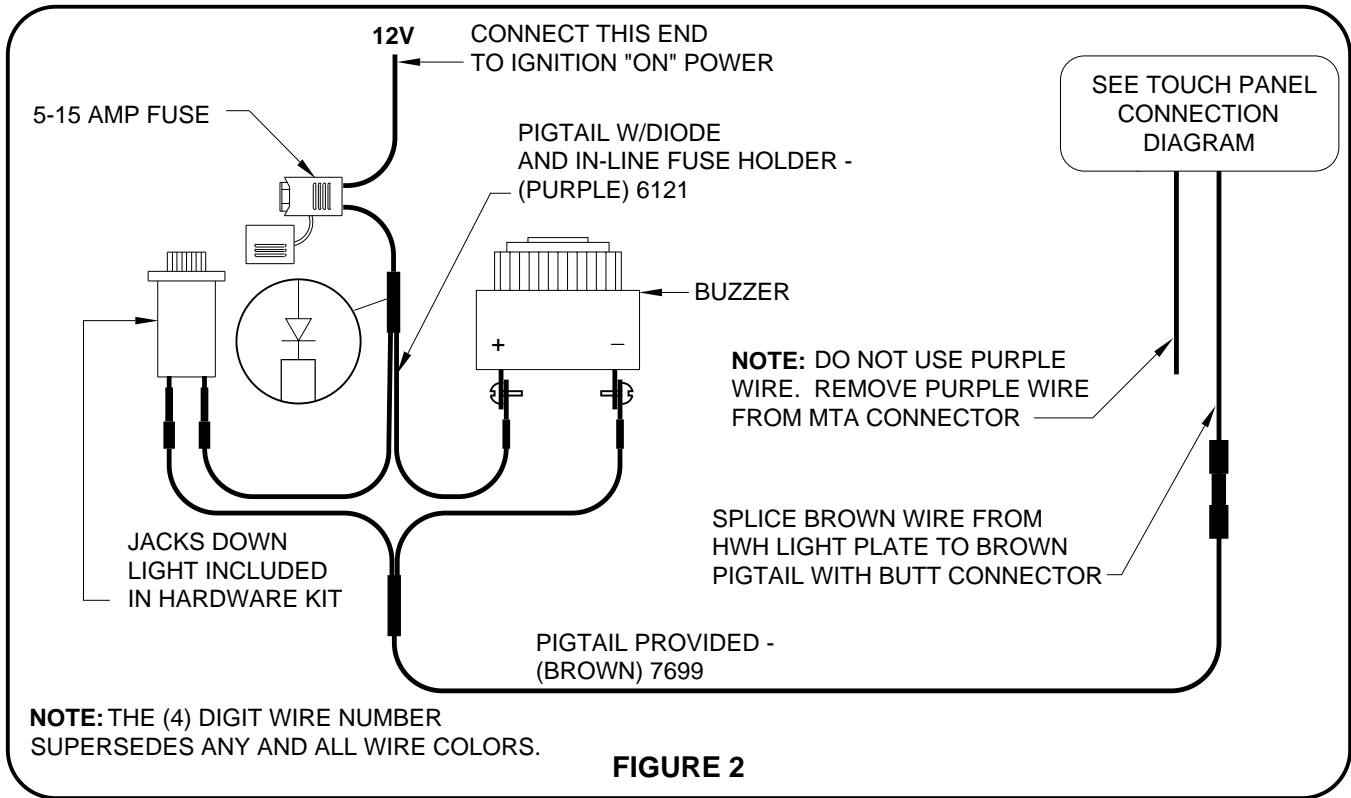 12V
CONNECT THIS END
TO IGNITION "ON" POWER
5-15 AMP FUSE
PIGTAIL W/DIODE
AND IN-LINE FUSE HOLDER -
(PURPLE) 6121
SEE TOUCH PANEL
CONNECTION
DIAGRAM
BUZZER
+
−
NOTE: DO NOT USE PURPLE
WIRE. REMOVE PURPLE WIRE
FROM MTA CONNECTOR
JACKS DOWN
LIGHT INCLUDED
IN HARDWARE KIT
SPLICE BROWN WIRE FROM
HWH LIGHT PLATE TO BROWN
PIGTAIL WITH BUTT CONNECTOR
PIGTAIL PROVIDED -
(BROWN) 7699
NOTE: THE (4) DIGIT WIRE NUMBER
SUPERSEDES ANY AND ALL WIRE COLORS.
FIGURE 2